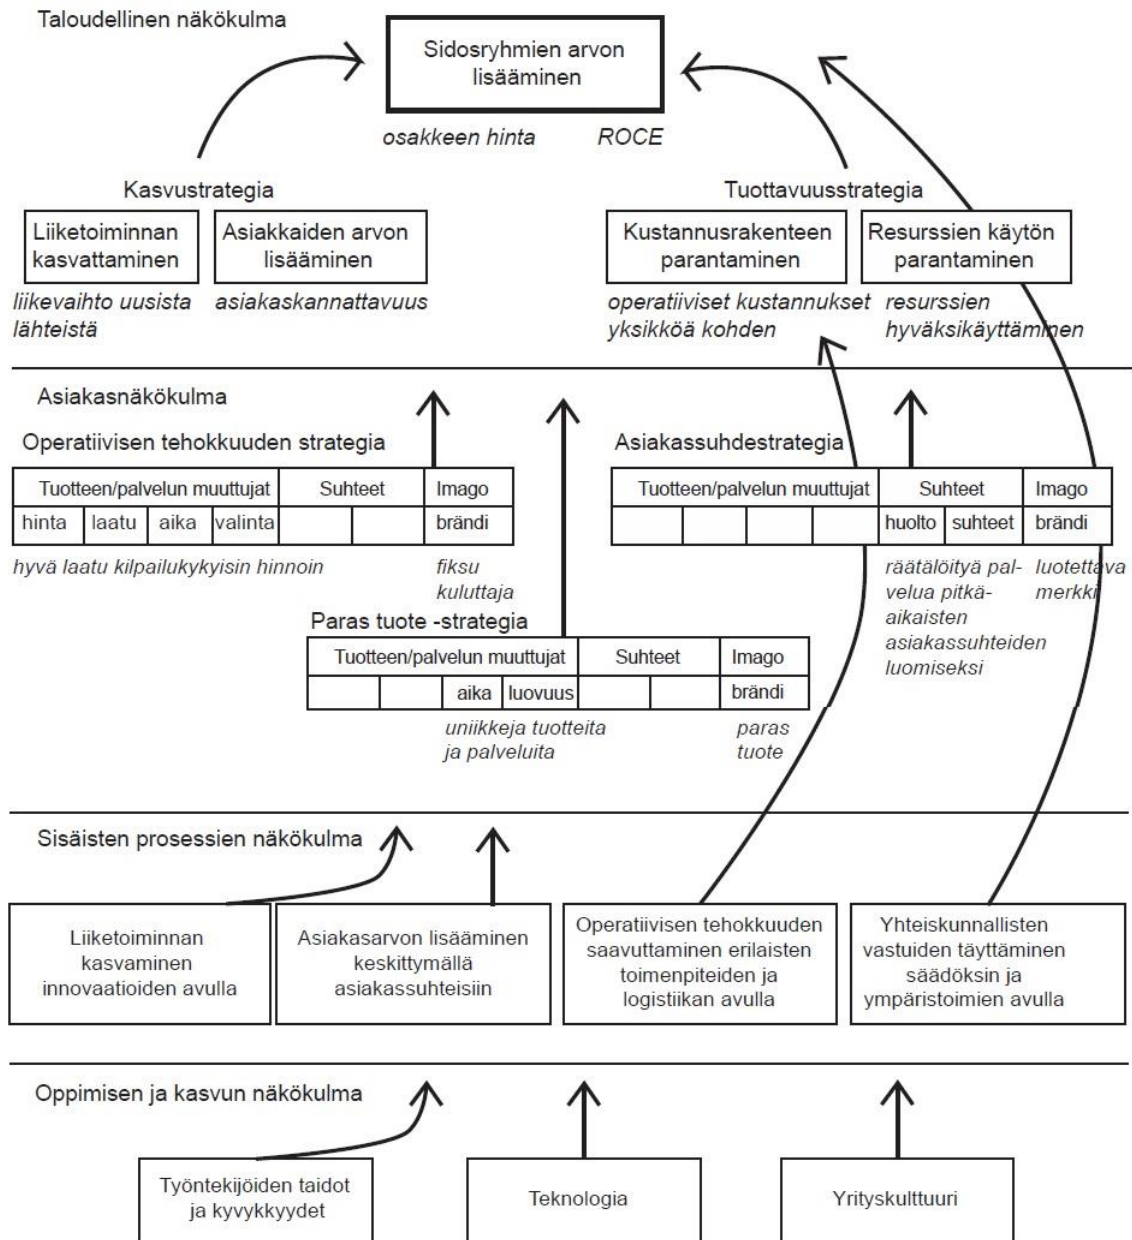 Taloudellinen näkökulma
Sidosryhmien arvon
lisääminen
osakkeen hinta ROCE
Kasvustrategia
Liiketoiminnan
kasvattaminen
liikevaihto uusista
lähteistä
Asiakkaiden arvon
lisääminen
asiakaskannattavuus
Tuottavuusstrategia
Kustannusrakenteen
parantaminen
operatiiviset kustannukset
yksikköä kohden
Resurssien käytön
parantaminen
resurssien
hyväksikäyttäminen
Asiakasnäkökulma
Operatiivisen tehokkuuden strategia
Tuotteen/palvelun muuttujat Suhteet Imago
hinta laatu aika valinta brändi
hyvä laatu kilpailukykyisin hinnoin
fiksu
kuluttaja
Asiakassuhdestrategia
Tuotteen/palvelun muuttujat Suhteet Imago
huolto suhteet brändi
räätälöityä pal-
velua pitkä-
aikaisten
asiakassuhteiden
luomiseksi
luotettava
merkki
Paras tuote -strategia
Tuotteen/palvelun muuttujat Suhteet Imago
aika luovuus brändi
uniikkeja tuotteita
ja palveluita
paras
tuote
Sisäisten prosessien näkökulma
Liiketoiminnan
kasvaminen
innovaatioiden avulla
Asiakasarvon lisääminen
keskittymällä
asiakassuhteisiin
Operatiivisen tehokkuuden
saavuttaminen erilaisten
toimenpiteiden ja
logistiikan avulla
Yhteiskunnallisten
vastuiden täyttäminen
säädöksin ja
ympäristoimien avulla
Oppimisen ja kasvun näkökulma
Työntekijöiden taidot
ja kyvykkyydet
Teknologia
Yrityskulttuuri